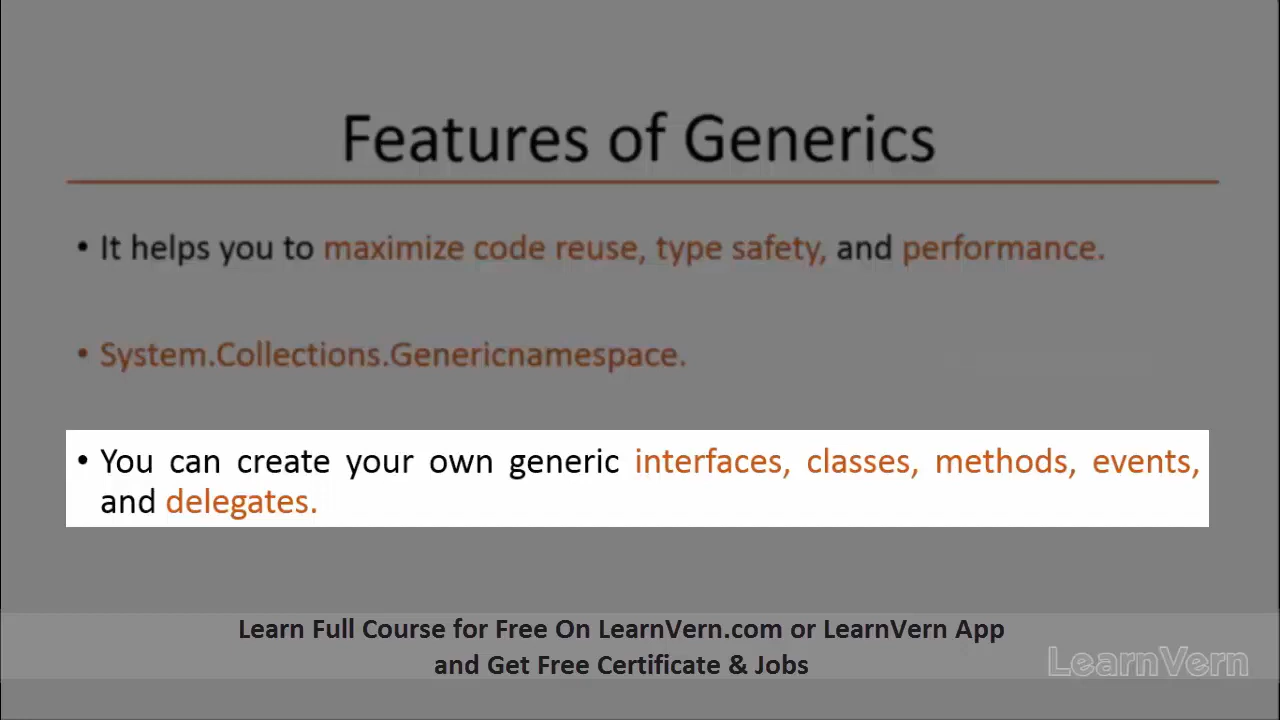 Features of Generics
• It helps you to maximize code reuse, type safety, and performance.
• System.Collections.Genericnamespace.
• You can create your own generic interfaces, classes, methods, events,
and delegates.
Learn Full Course for Free On LearnVern.com or LearnVern App
and Get Free Certificate & Jobs
LearnVern